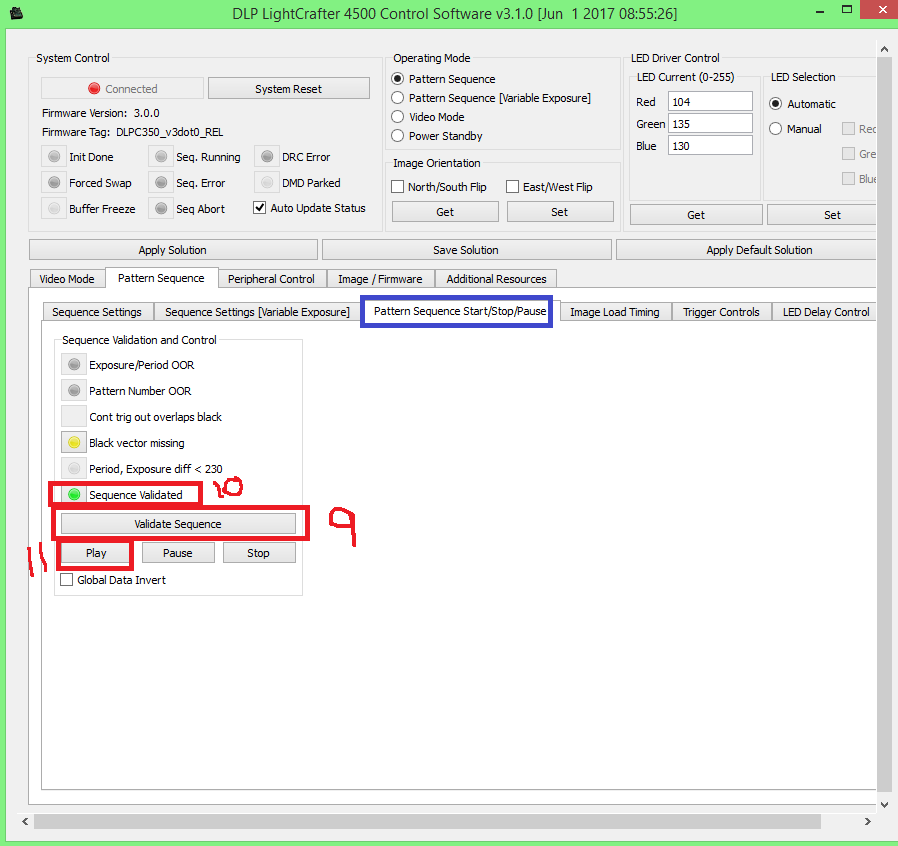 DLP LightCrafter 4500 Control Software v3.1.0 [Jun 1 2017 08:55:26]
System Control
Connected
System Reset
Firmware Version: 3.0.0
Firmware Tag: DLPC350_v3dot0_REL
Init Done
Seq. Running
DRC Error
Forced Swap
Seq. Error
DMD Parked
Buffer Freeze
Seq Abort
Auto Update Status
Operating Mode
Pattern Sequence
Pattern Sequence [Variable Exposure]
Video Mode
Power Standby
Image Orientation
North/South Flip
East/West Flip
Get
Set
LED Driver Control
LED Current (0-255)
Red 104
Green 135
Blue 130
LED Selection
Automatic
Manual
Red
Gre
Blue
Get
Set
Apply Solution
Save Solution
Apply Default Solution
Video Mode
Pattern Sequence
Peripheral Control
Image / Firmware
Additional Resources
Sequence Settings
Sequence Settings [Variable Exposure]
Pattern Sequence Start/Stop/Pause
Image Load Timing
Trigger Controls
LED Delay Control
Sequence Validation and Control
Exposure/Period OOR
Pattern Number OOR
Cont trig out overlaps black
Black vector missing
Period, Exposure diff < 230
Sequence Validated
10
Validate Sequence
9
11
Play
Pause
Stop
Global Data Invert